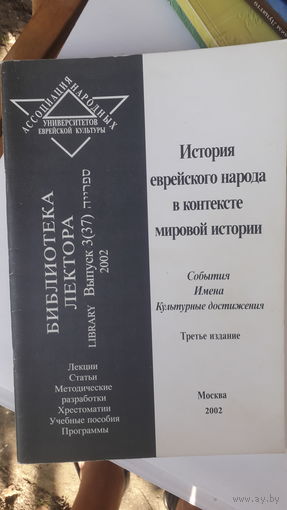 АССОЦИАЦИЯ НАРОДНЫХ
УНИВЕРСИТЕТОВ
ЕВРЕЙСКОЙ КУЛЬТУРЫ
БИБЛИОТЕКА
ЛЕКТОРА
LIBRARY Выпуск 3(37) ספרייה
2002
Лекции
Статьи
Методические
разработки
Хрестоматии
Учебные пособия
Программы
История
еврейского народа
в контексте
мировой истории
События
Имена
Культурные достижения
Третье издание
Москва
2002
ay.by